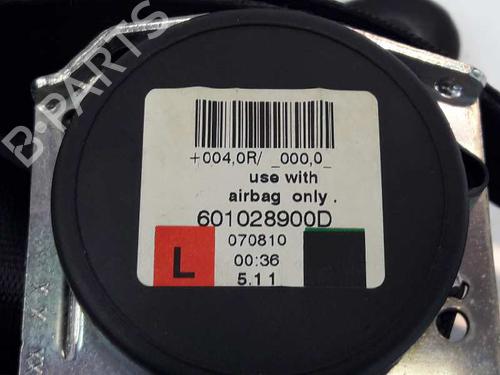 B-PARTS
+004,0R/ _000,0_
use with
airbag only .
601028900D
070810
L
00:36
5.11